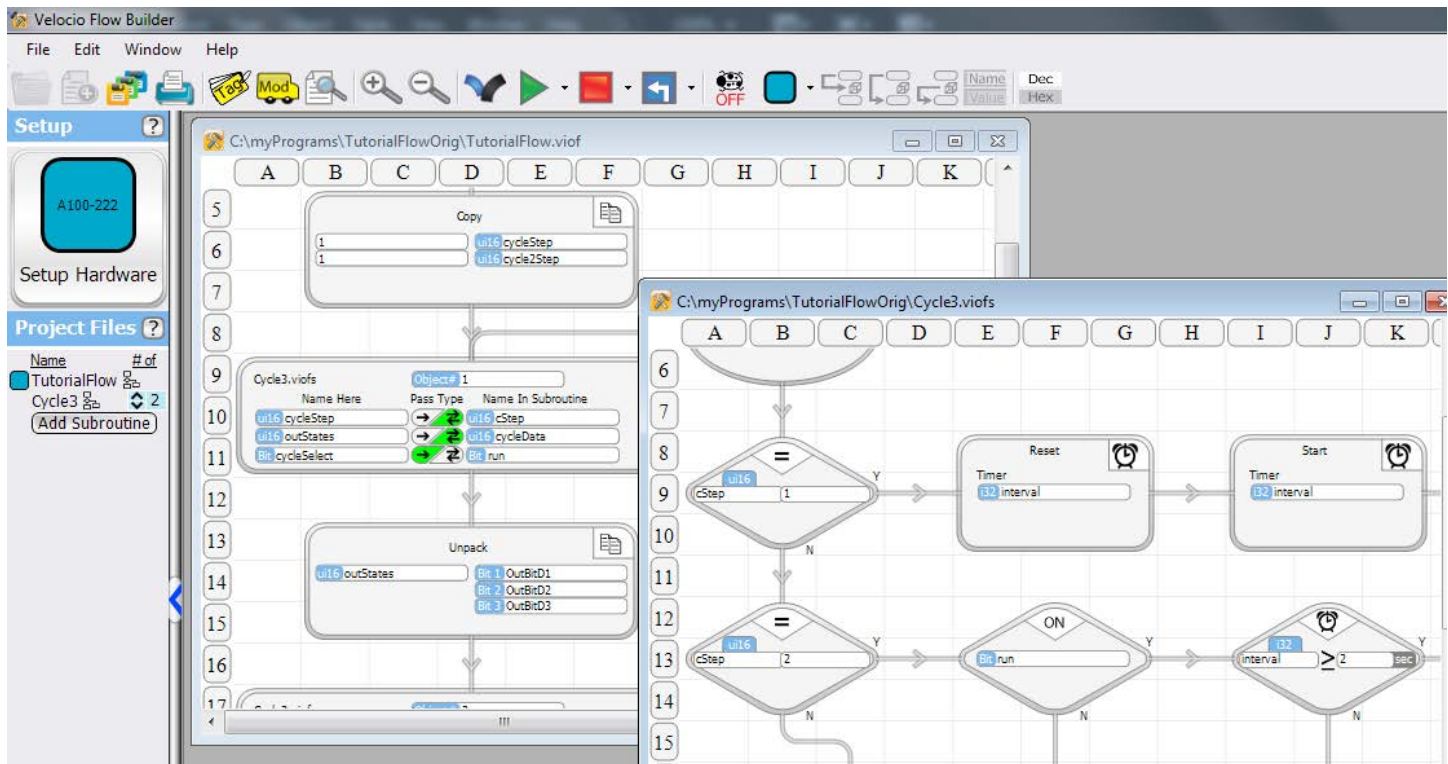 Velocio Flow Builder
File Edit Window Help
Tag Mod OFF Name Value Dec Hex
Setup ?
A100-222
Setup Hardware
Project Files ?
Name # of
TutorialFlow
Cycle3 2
Add Subroutine
C:\myPrograms\TutorialFlowOrig\TutorialFlow.viof
A B C D E F G H I J K
5
6
7
8
9
10
11
12
13
14
15
16
17
Copy
1 ui16 cycleStep
1 ui16 cycle2Step
Cycle3.viofs Object# 1
Name Here Pass Type Name In Subroutine
ui16 cycleStep ui16 cStep
ui16 outStates ui16 cycleData
Bit cycleSelect Bit run
Unpack
ui16 outStates Bit 1 OutBitD1
Bit 2 OutBitD2
Bit 3 OutBitD3
C:\myPrograms\TutorialFlowOrig\Cycle3.viofs
A B C D E F G H I J K
6
7
8
9
10
11
12
13
14
15
=
ui16
cStep 1
Y
N
Reset
Timer
i32 interval
Start
Timer
i32 interval
=
ui16
cStep 2
Y
N
ON
Bit run
Y
N
i32
interval ≥ 2 sec
Y
N